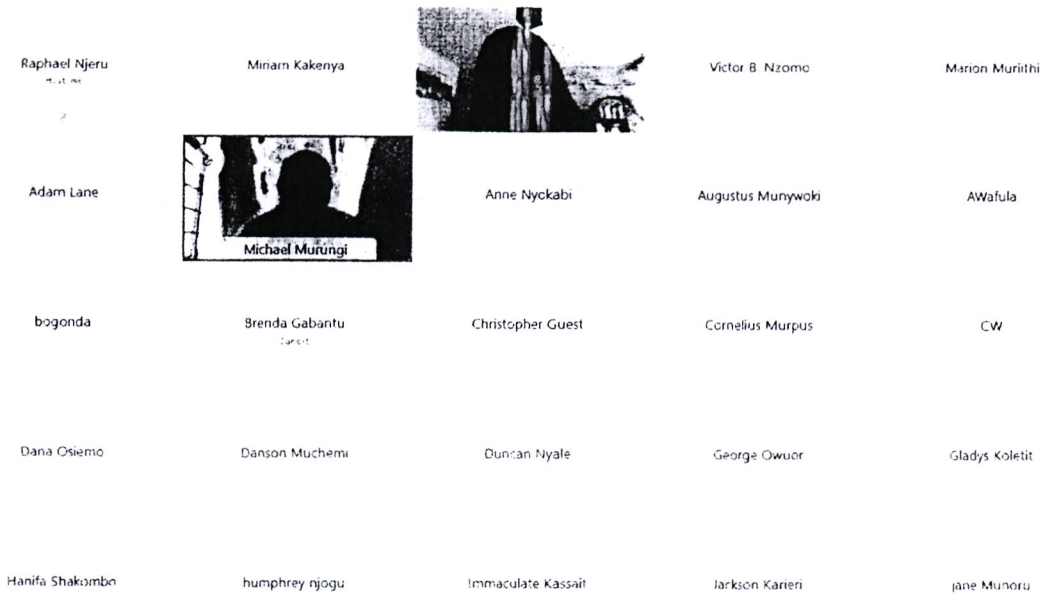 Raphael Njeru
Miriam Kakenya
Victor B. Nzomo
Marion Muriithi
Adam Lane
Michael Murungi
Anne Nyokabi
Augustus Munywoki
AWafula
bogonda
Brenda Gabantu
Christopher Guest
Cornelius Murpus
CW
Dana Osiemo
Danson Muchemi
Duncan Nyale
George Owuor
Gladys Koletit
Hanifa Shakombo
humphrey njogu
Immaculate Kassait
Jackson Karieri
Jane Munoru